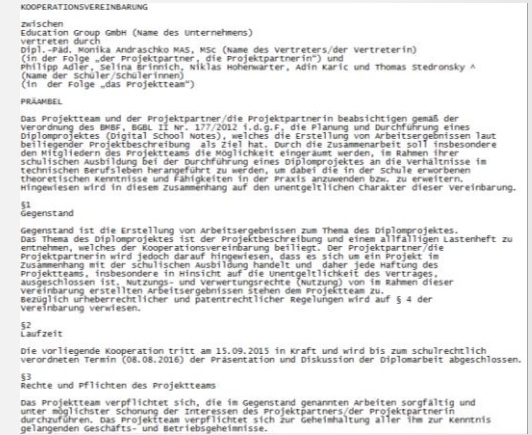 KOOPERATIONSVEREINBARUNG
zwischen
Education Group GmbH (Name des Unternehmens)
vertreten durch
Dipl.-Päd. Monika Andraschko MAS, MSc (Name des Vertreters/der Vertreterin)
(in der Folge „der Projektpartner, die Projektpartnerin“) und
Philipp Adler, Selina Brinnich, Niklas Hohenwarter, Adin Karic und Thomas Stedronsky ^
(Name der Schüler/Schülerinnen)
(in der Folge „das Projektteam“)
PRÄAMBEL
Das Projektteam und der Projektpartner/die Projektpartnerin beabsichtigen gemäß der
Verordnung des BMBF, BGBL II Nr. 177/2012 i.d.g.F, die Planung und Durchführung eines
Diplomprojektes (Digital School Notes), welches die Erstellung von Arbeitsergebnissen laut
beiliegender Projektbeschreibung als Ziel hat. Durch die Zusammenarbeit soll insbesondere
den Mitgliedern des Projektteams die Möglichkeit eingeräumt werden, im Rahmen ihrer
schulischen Ausbildung bei der Durchführung eines Diplomprojektes an die Verhältnisse im
technischen Berufsleben herangeführt zu werden, um dabei die in der Schule erworbenen
theoretischen Kenntnisse und Fähigkeiten in der Praxis anzuwenden bzw. zu erweitern.
Hingewiesen wird in diesem Zusammenhang auf den unentgeltlichen Charakter dieser Vereinbarung.
§1
Gegenstand
Gegenstand ist die Erstellung von Arbeitsergebnissen zum Thema des Diplomprojektes.
Das Thema des Diplomprojektes ist der Projektbeschreibung und einem allfälligen Lastenheft zu
entnehmen, welches der Kooperationsvereinbarung beiliegt. Der Projektpartner/die
Projektpartnerin wird jedoch darauf hingewiesen, dass es sich um ein Projekt im
Zusammenhang mit der schulischen Ausbildung handelt und daher jede Haftung des
Projektteams, insbesondere in Hinsicht auf die Unentgeltlichkeit des Vertrages,
ausgeschlossen ist. Nutzungs- und Verwertungsrechte (Nutzung) von im Rahmen dieser
Vereinbarung erstellten Arbeitsergebnissen stehen dem Projektteam zu.
Bezüglich urheberrechtlicher und patentrechtlicher Regelungen wird auf § 4 der
Vereinbarung verwiesen.
§2
Laufzeit
Die vorliegende Kooperation tritt am 15.09.2015 in Kraft und wird bis zum schulrechtlich
verordneten Termin (08.08.2016) der Präsentation und Diskussion der Diplomarbeit abgeschlossen.
§3
Rechte und Pflichten des Projektteams
Das Projektteam verpflichtet sich, die im Gegenstand genannten Arbeiten sorgfältig und
unter möglichster Schonung der Interessen des Projektpartners/der Projektpartnerin
durchzuführen. Das Projektteam verpflichtet sich zur Geheimhaltung aller ihm zur Kenntnis
gelangenden Geschäfts- und Betriebsgeheimnisse.